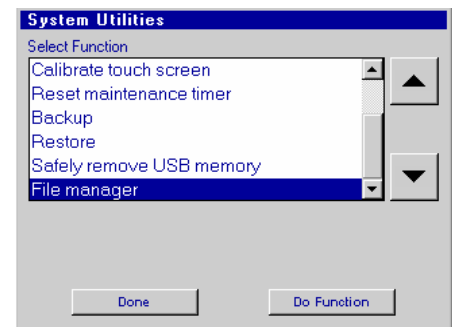 System Utilities
Select Function
Calibrate touch screen
Reset maintenance timer
Backup
Restore
Safely remove USB memory
File manager
Done
Do Function